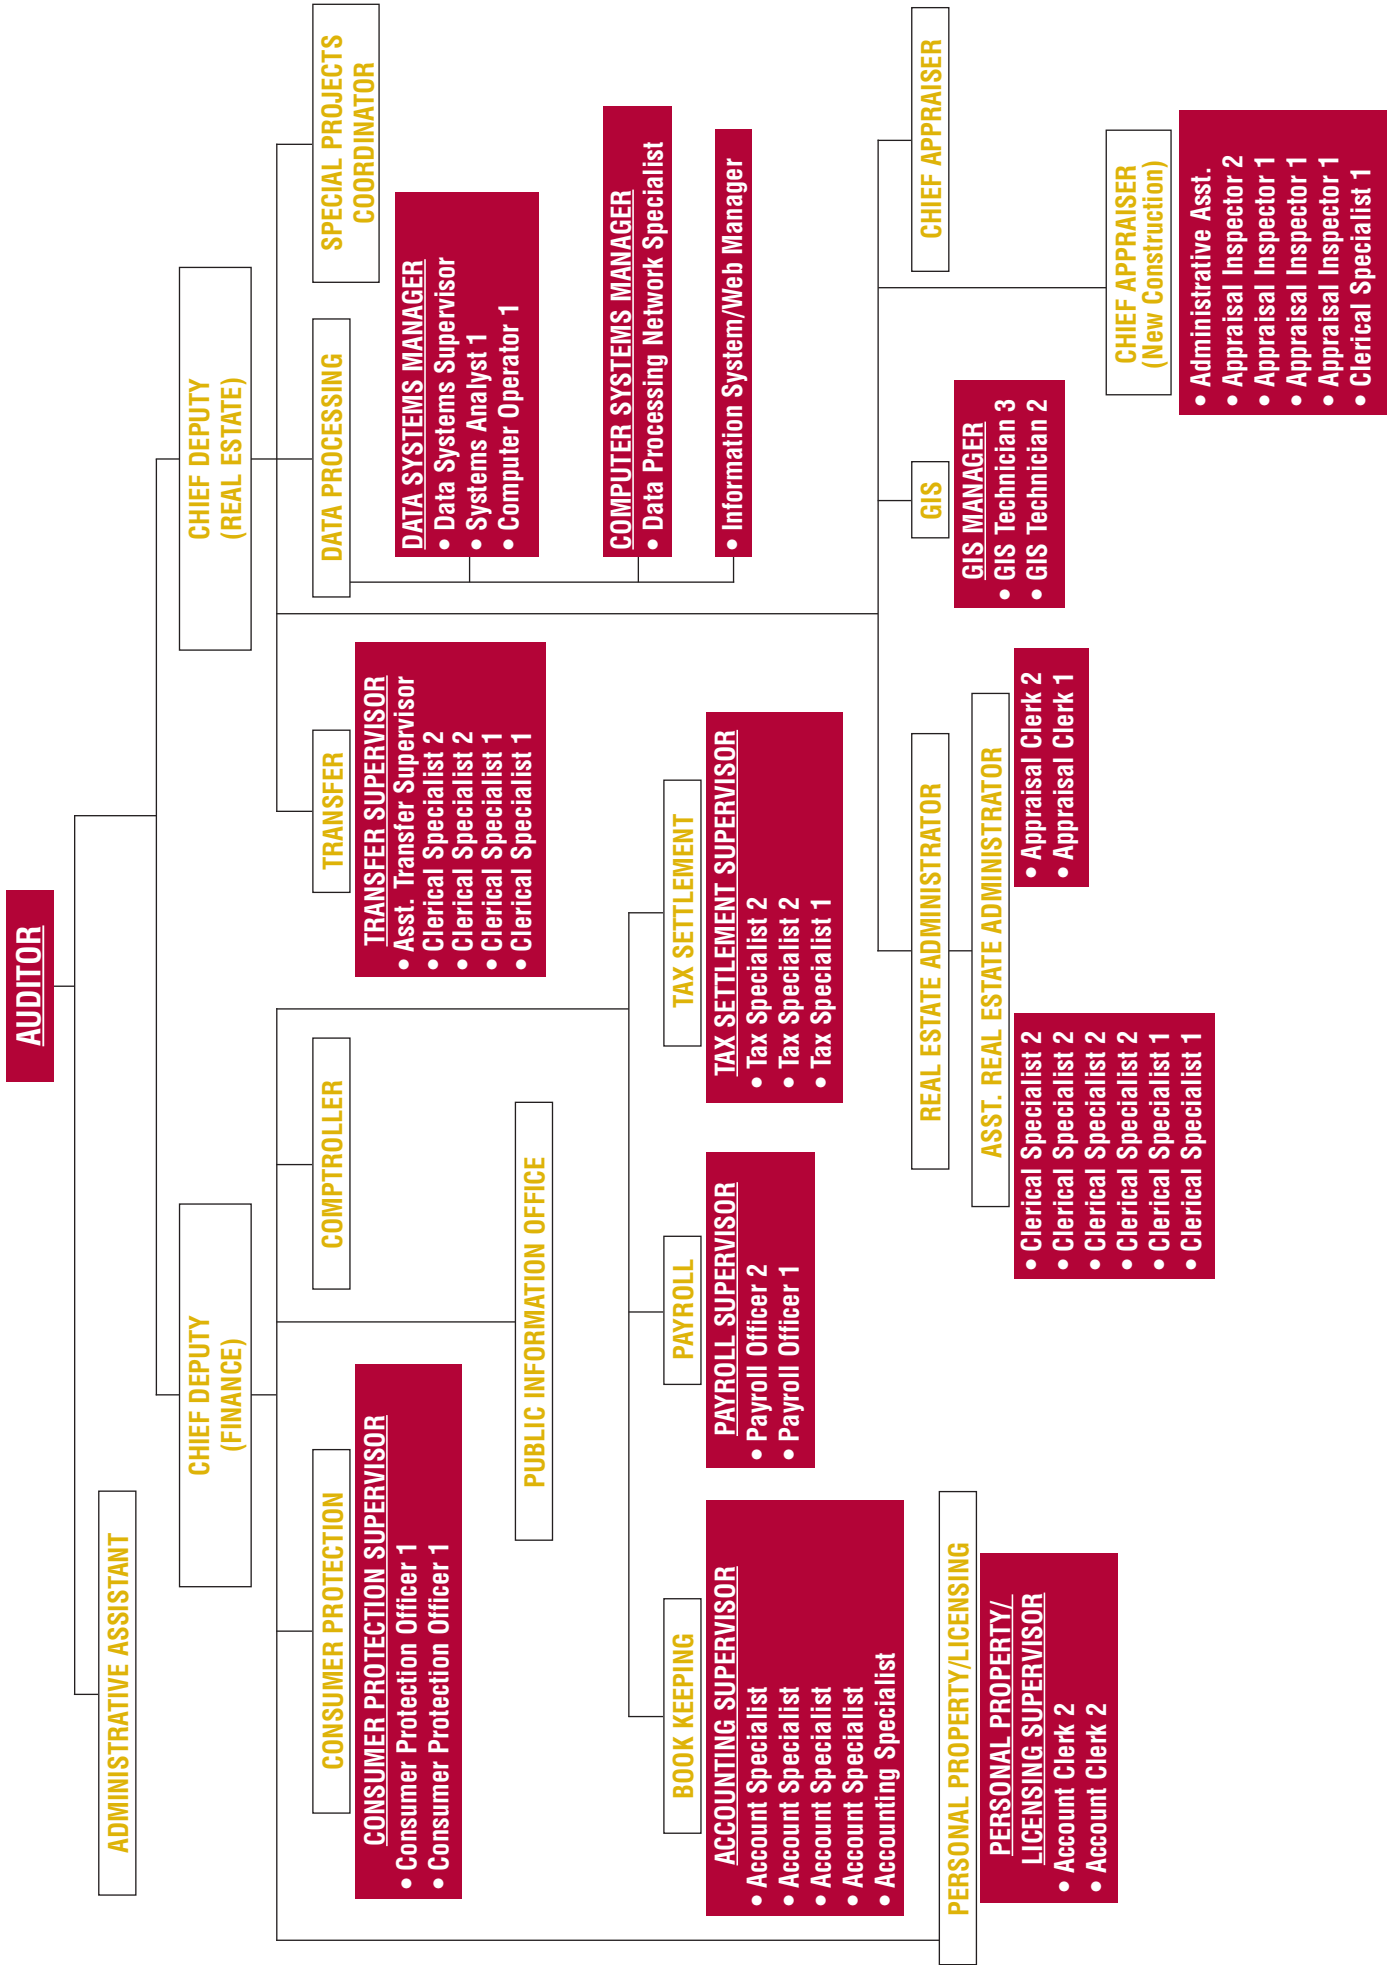 AUDITOR
ADMINISTRATIVE ASSISTANT
CHIEF DEPUTY
(FINANCE)
CHIEF DEPUTY
(REAL ESTATE)
CONSUMER PROTECTION
CONSUMER PROTECTION SUPERVISOR
• Consumer Protection Officer 1
• Consumer Protection Officer 1
COMPTROLLER
PUBLIC INFORMATION OFFICE
BOOK KEEPING
ACCOUNTING SUPERVISOR
• Account Specialist
• Account Specialist
• Account Specialist
• Account Specialist
• Accounting Specialist
PAYROLL
PAYROLL SUPERVISOR
• Payroll Officer 2
• Payroll Officer 1
TAX SETTLEMENT
TAX SETTLEMENT SUPERVISOR
• Tax Specialist 2
• Tax Specialist 2
• Tax Specialist 1
PERSONAL PROPERTY/LICENSING
PERSONAL PROPERTY/
LICENSING SUPERVISOR
• Account Clerk 2
• Account Clerk 2
TRANSFER
TRANSFER SUPERVISOR
• Asst. Transfer Supervisor
• Clerical Specialist 2
• Clerical Specialist 2
• Clerical Specialist 1
• Clerical Specialist 1
DATA PROCESSING
DATA SYSTEMS MANAGER
• Data Systems Supervisor
• Systems Analyst 1
• Computer Operator 1
COMPUTER SYSTEMS MANAGER
• Data Processing Network Specialist
• Information System/Web Manager
SPECIAL PROJECTS
COORDINATOR
REAL ESTATE ADMINISTRATOR
ASST. REAL ESTATE ADMINISTRATOR
• Clerical Specialist 2
• Clerical Specialist 2
• Clerical Specialist 2
• Clerical Specialist 2
• Clerical Specialist 1
• Clerical Specialist 1
• Appraisal Clerk 2
• Appraisal Clerk 1
GIS
GIS MANAGER
• GIS Technician 3
• GIS Technician 2
CHIEF APPRAISER
CHIEF APPRAISER
(New Construction)
• Administrative Asst.
• Appraisal Inspector 2
• Appraisal Inspector 1
• Appraisal Inspector 1
• Appraisal Inspector 1
• Clerical Specialist 1